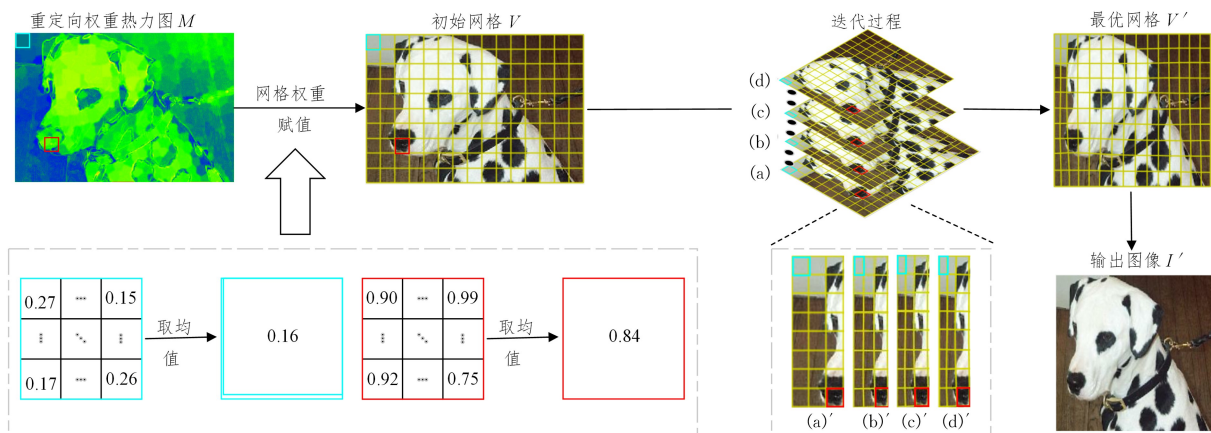 重定向权重热力图 M
初始网格 V
迭代过程
最优网格 V′
网格权重
赋值
(d)
(c)
(b)
(a)
输出图像 I′
0.27 ... 0.15
0.17 ... 0.26
取均
值
0.16
0.90 ... 0.99
0.92 ... 0.75
取均
值
0.84
(a)′ (b)′ (c)′ (d)′